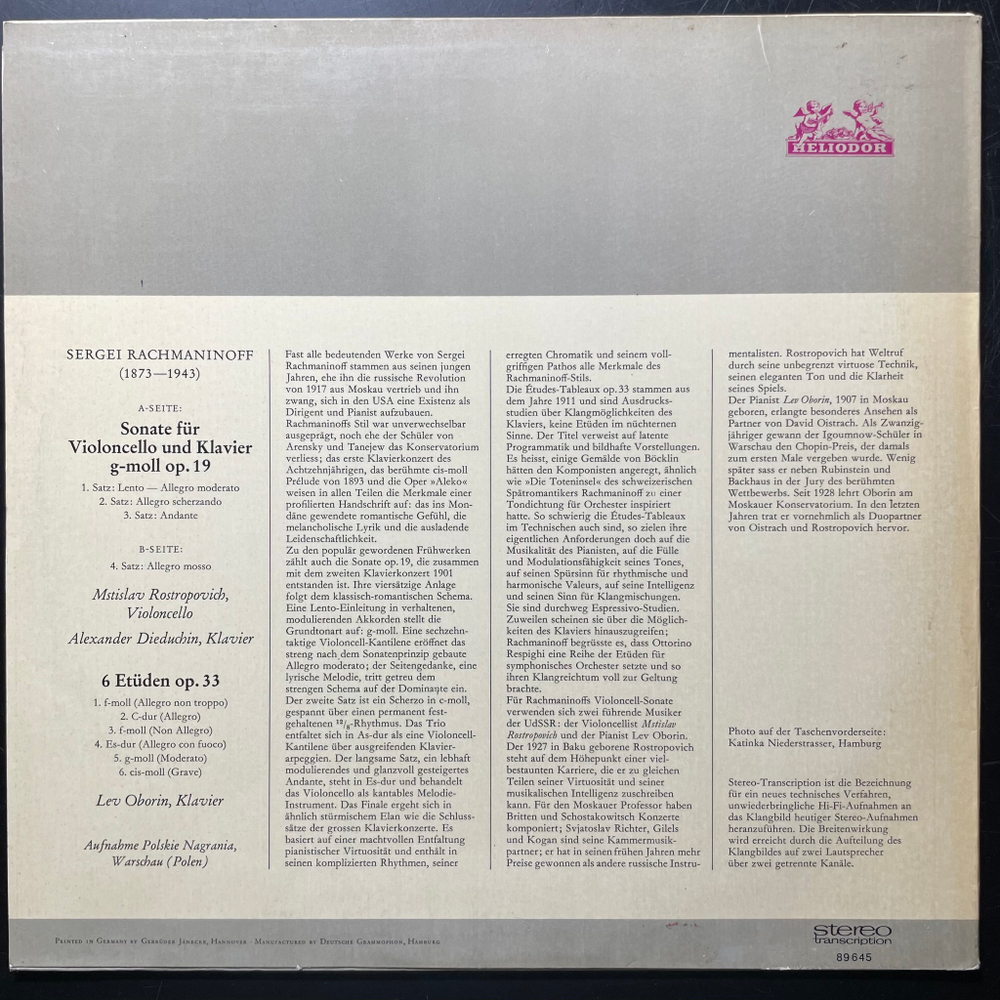 HELIODOR
SERGEI RACHMANINOFF
(1873—1943)
A-SEITE:
Sonate für
Violoncello und Klavier
g-moll op. 19
1. Satz: Lento — Allegro moderato
2. Satz: Allegro scherzando
3. Satz: Andante
B-SEITE:
4. Satz: Allegro mosso
Mstislav Rostropovich,
Violoncello
Alexander Dieduchin, Klavier
6 Etüden op. 33
1. f-moll (Allegro non troppo)
2. C-dur (Allegro)
3. f-moll (Non Allegro)
4. Es-dur (Allegro con fuoco)
5. g-moll (Moderato)
6. cis-moll (Grave)
Lev Oborin, Klavier
Aufnahme Polskie Nagrania,
Warschau (Polen)
Fast alle bedeutenden Werke von Sergei
Rachmaninoff stammen aus seinen jungen
Jahren, ehe ihn die russische Revolution
von 1917 aus Moskau vertrieb und ihn
zwang, sich in den USA eine Existenz als
Dirigent und Pianist aufzubauen.
Rachmaninoffs Stil war unverwechselbar
ausgeprägt, noch ehe der Schüler von
Arensky und Tanejew das Konservatorium
verliess; das erste Klavierkonzert des
Achtzehnjährigen, das berühmte cis-moll
Prélude von 1893 und die Oper »Aleko«
weisen in allen Teilen die Merkmale einer
profilierten Handschrift auf: das ins Mon-
däne gewendete romantische Gefühl, die
melancholische Lyrik und die ausladende
Leidenschaftlichkeit.
Zu den populär gewordenen Frühwerken
zählt auch die Sonate op. 19, die zusammen
mit dem zweiten Klavierkonzert 1901
entstanden ist. Ihre viersätzige Anlage
folgt dem klassisch-romantischen Schema.
Eine Lento-Einleitung in verhaltenen,
modulierenden Akkorden stellt die
Grundtonart auf: g-moll. Eine sechzehn-
taktige Violoncell-Kantilene eröffnet das
streng nach dem Sonatenprinzip gebaute
Allegro moderato; der Seitengedanke, eine
lyrische Melodie, tritt getreu dem
strengen Schema auf der Dominante ein.
Der zweite Satz ist ein Scherzo in c-moll,
gespannt über einen permanent fest-
gehaltenen 12/8-Rhythmus. Das Trio
entfaltet sich in As-dur als eine Violoncell-
Kantilene über ausgreifenden Klavier-
arpeggien. Der langsame Satz, ein lebhaft
modulierendes und glanzvoll gesteigertes
Andante, steht in Es-dur und behandelt
das Violoncello als kantables Melodie-
Instrument. Das Finale ergeht sich in
ähnlich stürmischem Elan wie die Schluss-
sätze der grossen Klavierkonzerte. Es
basiert auf einer machtvollen Entfaltung
pianistischer Virtuosität und enthält in
seinen komplizierten Rhythmen, seiner
erregten Chromatik und seinem voll-
griffigen Pathos alle Merkmale des
Rachmaninoff-Stils.
Die Études-Tableaux op. 33 stammen aus
dem Jahre 1911 und sind Ausdrucks-
studien über Klangmöglichkeiten des
Klaviers, keine Etüden im nüchternen
Sinne. Der Titel verweist auf latente
Programmatik und bildhafte Vorstellungen.
Es heisst, einige Gemälde von Böcklin
hätten den Komponisten angeregt, ähnlich
wie »Die Toteninsel« des schweizerischen
Spätromantikers Rachmaninoff zu einer
Tondichtung für Orchester inspiriert
hatte. So schwierig die Études-Tableaux
im Technischen auch sind, so zielen ihre
eigentlichen Anforderungen doch auf die
Musikalität des Pianisten, auf die Fülle
und Modulationsfähigkeit seines Tones,
auf seinen Spürsinn für rhythmische und
harmonische Valeurs, auf seine Intelligenz
und seinen Sinn für Klangmischungen.
Sie sind durchweg Espressivo-Studien.
Zuweilen scheinen sie über die Möglich-
keiten des Klaviers hinauszugreifen;
Rachmaninoff begrüsste es, dass Ottorino
Respighi eine Reihe der Etüden für
symphonisches Orchester setzte und so
ihren Klangreichtum voll zur Geltung
brachte.
Für Rachmaninoffs Violoncell-Sonate
verwenden sich zwei führende Musiker
der UdSSR: der Violoncellist Mstislav
Rostropovich und der Pianist Lev Oborin.
Der 1927 in Baku geborene Rostropovich
steht auf dem Höhepunkt einer viel-
bestaunten Karriere, die er zu gleichen
Teilen seiner Virtuosität und seiner
musikalischen Intelligenz zuschreiben
kann. Für den Moskauer Professor haben
Britten und Schostakowitsch Konzerte
komponiert; Svjatoslav Richter, Gilels
und Kogan sind seine Kammermusik-
partner; er hat in seinen frühen Jahren mehr
Preise gewonnen als andere russische Instru-
mentalisten. Rostropovich hat Weltruf
durch seine unbegrenzt virtuose Technik,
seinen eleganten Ton und die Klarheit
seines Spiels.
Der Pianist Lev Oborin, 1907 in Moskau
geboren, erlangte besonderes Ansehen als
Partner von David Oistrach. Als Zwanzig-
jähriger gewann der Igoumnow-Schüler in
Warschau den Chopin-Preis, der damals
zum ersten Male vergeben wurde. Wenig
später sass er neben Rubinstein und
Backhaus in der Jury des berühmten
Wettbewerbs. Seit 1928 lehrt Oborin am
Moskauer Konservatorium. In den letzten
Jahren trat er vornehmlich als Duopartner
von Oistrach und Rostropovich hervor.
Photo auf der Taschenvorderseite:
Katinka Niederstrasser, Hamburg
Stereo-Transcription ist die Bezeichnung
für ein neues technisches Verfahren,
unwiederbringliche Hi-Fi-Aufnahmen an
das Klangbild heutiger Stereo-Aufnahmen
heranzuführen. Die Breitenwirkung
wird erreicht durch die Aufteilung des
Klangbildes auf zwei Lautsprecher
über zwei getrennte Kanäle.
Printed in Germany by Gebrüder Jänecke, Hannover · Manufactured by Deutsche Grammophon, Hamburg
stereo
transcription
89645